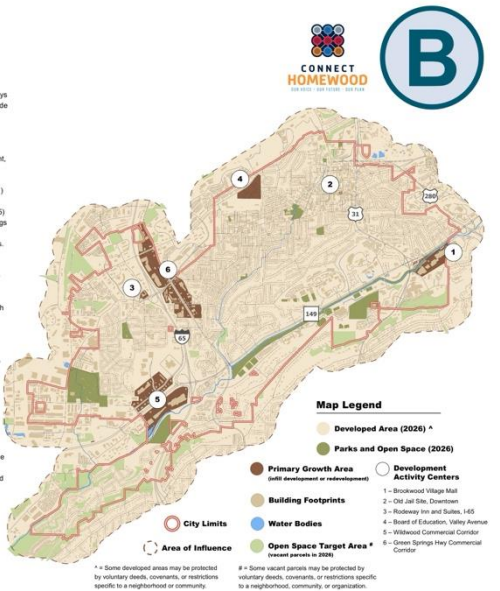 B
CONNECT
HOMEWOOD
OUR VOICE · OUR FUTURE · OUR PLAN
4
2
280
31
1
6
3
149
65
5
Map Legend
Developed Area (2026) ^
Parks and Open Space (2026)
Primary Growth Area
(infill development or redevelopment)
Building Footprints
City Limits
Water Bodies
Area of Influence
Open Space Target Area #
(vacant parcels in 2026)
Development
Activity Centers
1 – Brookwood Village Mall
2 – Old Jail Site, Downtown
3 – Rodeway Inn and Suites, I-65
4 – Board of Education, Valley Avenue
5 – Wildwood Commercial Corridor
6 – Green Springs Hwy Commercial
Corridor
^ = Some developed areas may be protected
by voluntary deeds, covenants, or restrictions
specific to a neighborhood or community.
# = Some vacant parcels may be protected by
voluntary deeds, covenants, or restrictions specific
to a neighborhood, community, or organization.